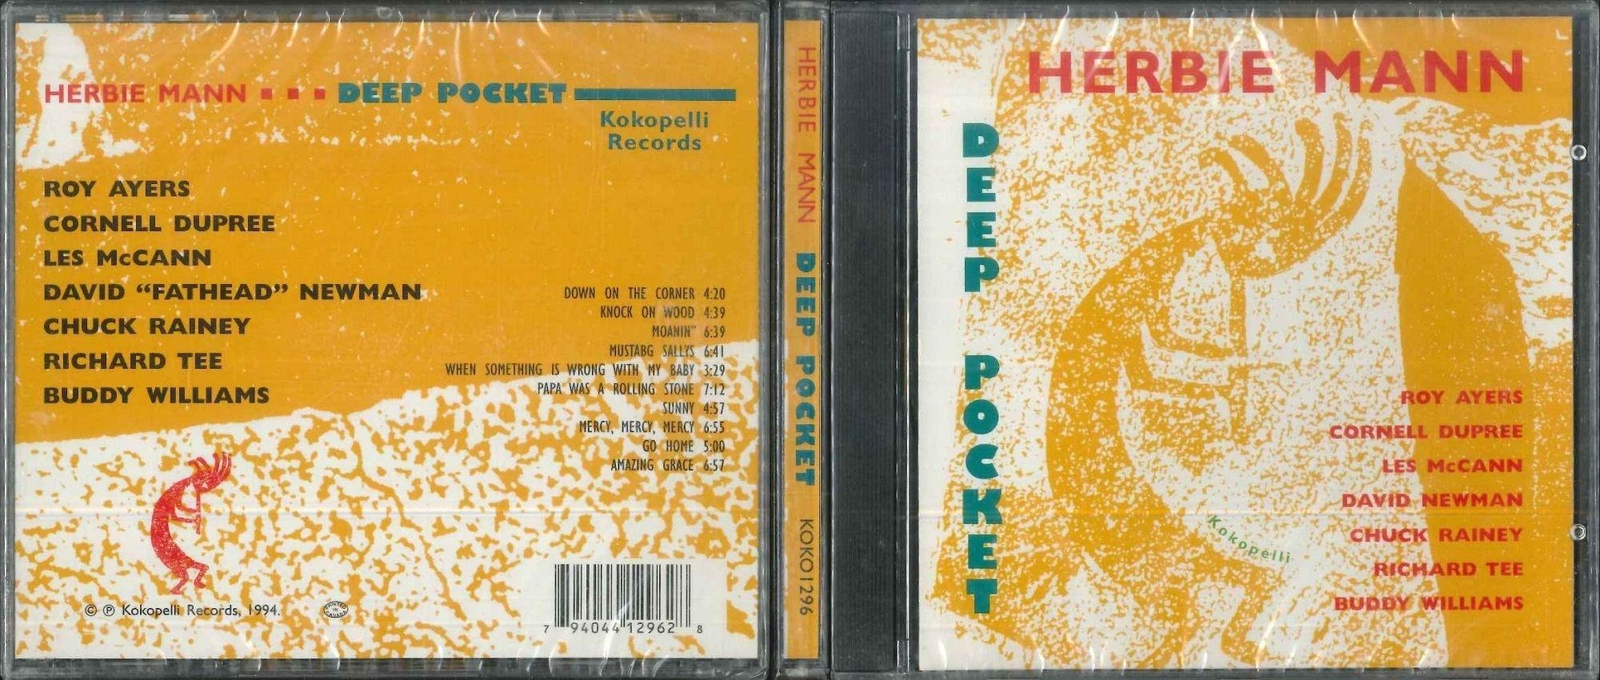 HERBIE MANN ... DEEP POCKET
Kokopelli
Records
ROY AYERS
CORNELL DUPREE
LES McCANN
DAVID “FATHEAD” NEWMAN
CHUCK RAINEY
RICHARD TEE
BUDDY WILLIAMS
DOWN ON THE CORNER 4:20
KNOCK ON WOOD 4:39
MOANIN" 6:39
MUSTABG SALLYS 6:41
WHEN SOMETHING IS WRONG WITH MY BABY 3:29
PAPA WAS A ROLLING STONE 7:12
SUNNY 4:57
MERCY, MERCY, MERCY 6:55
GO HOME 5:00
AMAZING GRACE 6:57
© ℗ Kokopelli Records, 1994.
7 94044 12962 8
HERBIE MANN DEEP POCKET KOKO1296
HERBIE MANN
DEEP POCKET
ROY AYERS
CORNELL DUPREE
LES McCANN
DAVID NEWMAN
CHUCK RAINEY
RICHARD TEE
BUDDY WILLIAMS
Kokopelli